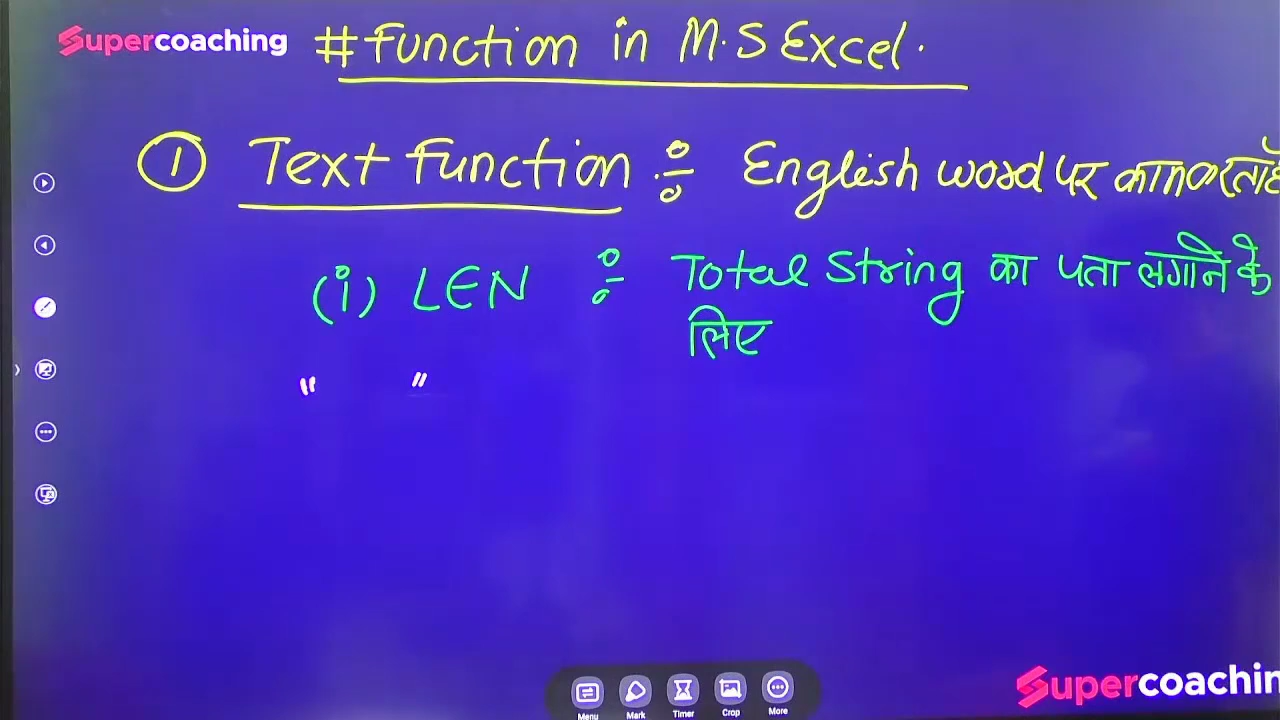 Supercoaching
#Function in M.S Excel.
① Text Function ÷ English word पर काम करता है
(i) LEN ÷ Total String का पता लगाने के
लिए
" "
Menu Mark Timer Crop More
Supercoachin